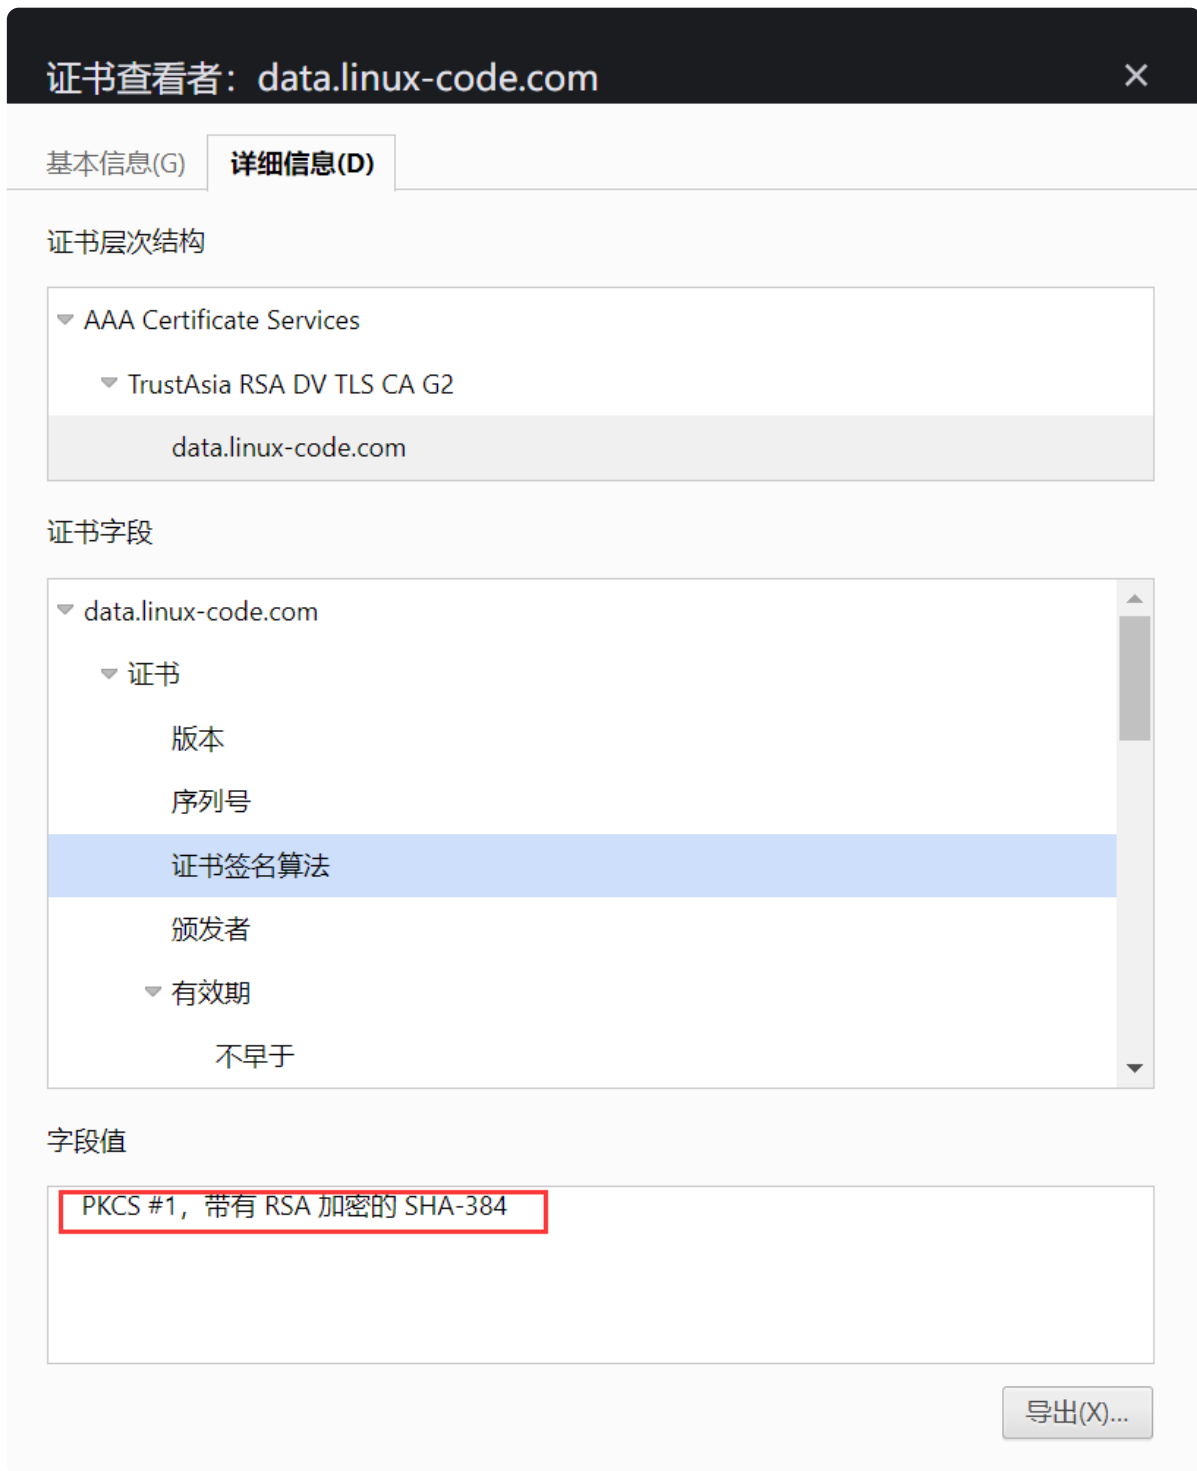 证书查看者：data.linux-code.com
基本信息(G) 详细信息(D)
证书层次结构
AAA Certificate Services
TrustAsia RSA DV TLS CA G2
data.linux-code.com
证书字段
data.linux-code.com
证书
版本
序列号
证书签名算法
颁发者
有效期
不早于
字段值
PKCS #1，带有 RSA 加密的 SHA-384
导出(X)...